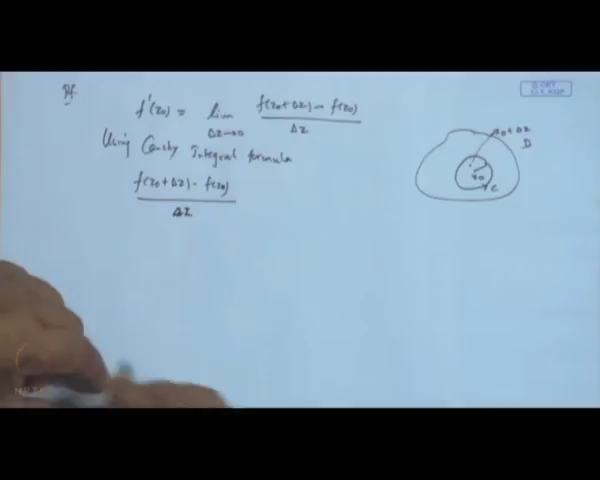 Pf.
f'(z0) = lim Δz→0 f(z0+Δz) - f(z0) / Δz
Using Cauchy Integral formula
f(z0+Δz) - f(z0) / Δz
z0+Δz
D
z0
C